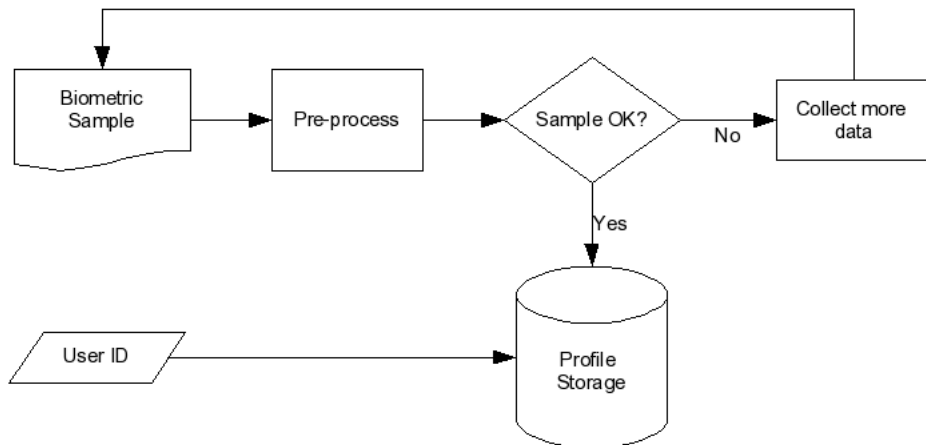 Biometric
Sample
Pre-process
Sample OK?
No
Collect more
data
Yes
User ID
Profile
Storage